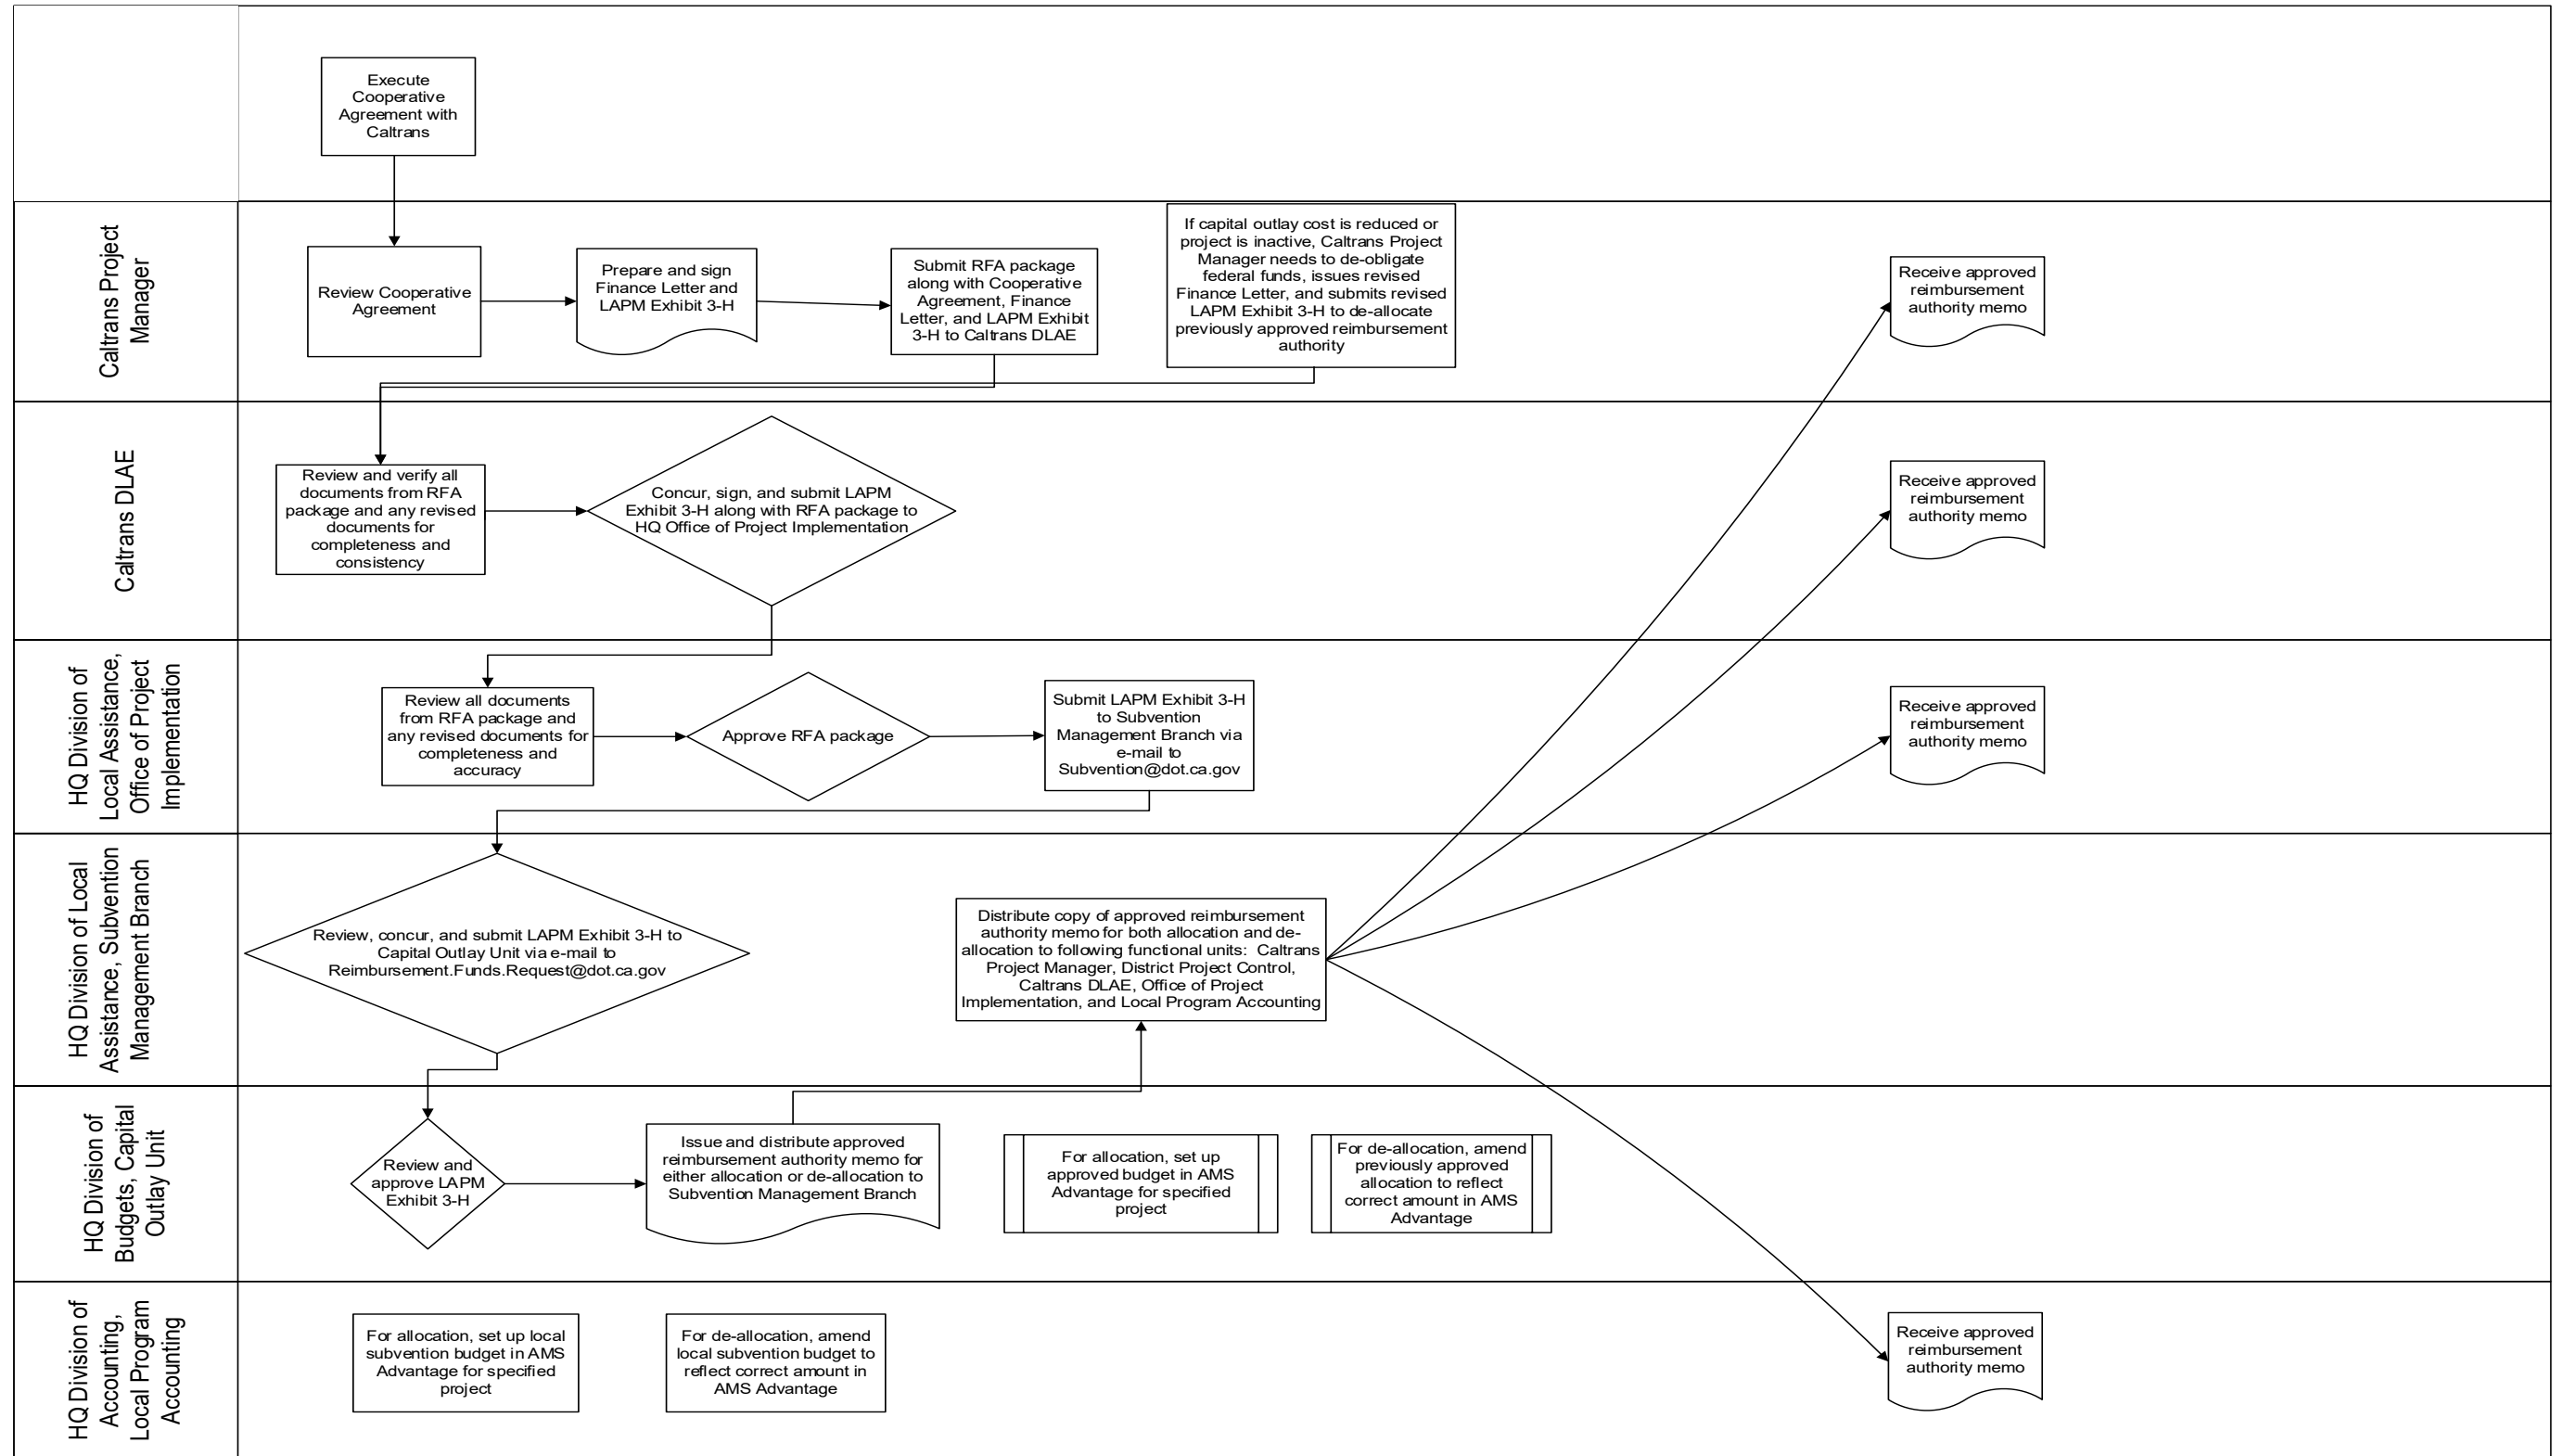 Execute
Cooperative
Agreement with
Caltrans
Caltrans Project
Manager
Review Cooperative
Agreement
Prepare and sign
Finance Letter and
LAPM Exhibit 3-H
Submit RFA package
along with Cooperative
Agreement, Finance
Letter, and LAPM Exhibit
3-H to Caltrans DLAE
If capital outlay cost is reduced or
project is inactive, Caltrans Project
Manager needs to de-obligate
federal funds, issues revised
Finance Letter, and submits revised
LAPM Exhibit 3-H to de-allocate
previously approved reimbursement
authority
Receive approved
reimbursement
authority memo
Caltrans DLAE
Review and verify all
documents from RFA
package and any revised
documents for
completeness and
consistency
Concur, sign, and submit LAPM
Exhibit 3-H along with RFA package to
HQ Office of Project Implementation
Receive approved
reimbursement
authority memo
HQ Division of
Local Assistance,
Office of Project
Implementation
Review all documents
from RFA package and
any revised documents for
completeness and
accuracy
Approve RFA package
Submit LAPM Exhibit 3-H
to Subvention
Management Branch via
e-mail to
Subvention@dot.ca.gov
Receive approved
reimbursement
authority memo
HQ Division of Local
Assistance, Subvention
Management Branch
Review, concur, and submit LAPM Exhibit 3-H to
Capital Outlay Unit via e-mail to
Reimbursement.Funds.Request@dot.ca.gov
Distribute copy of approved reimbursement
authority memo for both allocation and de-
allocation to following functional units:  Caltrans
Project Manager, District Project Control,
Caltrans DLAE, Office of Project
Implementation, and Local Program Accounting
HQ Division of
Budgets, Capital
Outlay Unit
Review and
approve LAPM
Exhibit 3-H
Issue and distribute approved
reimbursement authority memo for
either allocation or de-allocation to
Subvention Management Branch
For allocation, set up
approved budget in AMS
Advantage for specified
project
For de-allocation, amend
previously approved
allocation to reflect
correct amount in AMS
Advantage
HQ Division of
Accounting,
Local Program
Accounting
For allocation, set up local
subvention budget in AMS
Advantage for specified
project
For de-allocation, amend
local subvention budget to
reflect correct amount in
AMS Advantage
Receive approved
reimbursement
authority memo